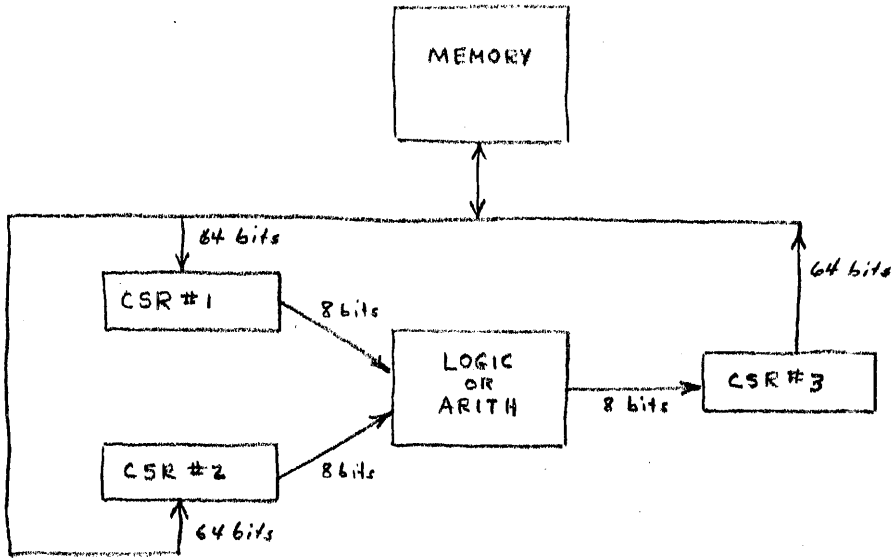 MEMORY
64 bits
64 bits
CSR #1
8 bits
LOGIC
OR
ARITH
8 bits
CSR #3
CSR #2
8 bits
64 bits